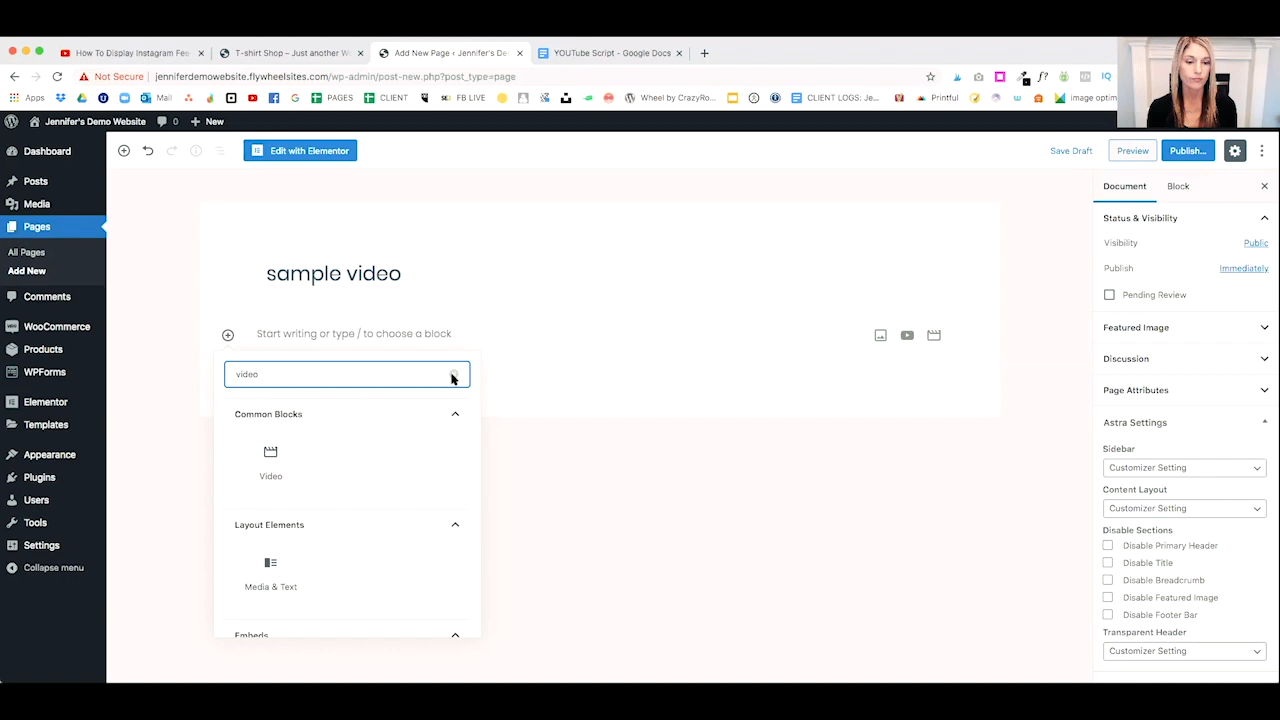 How To Display Instagram Fee
T-shirt Shop – Just another W
Add New Page ‹ Jennifer's De
YOUTube Script - Google Docs
Not Secure
jenniferdemowebsite.flywheelsites.com/wp-admin/post-new.php?post_type=page
Apps
Mail
PAGES
CLIENT
FB LIVE
Wheel by CrazyRo...
CLIENT LOGS: Je...
Printful
image optim
Jennifer's Demo Website
0
New
Dashboard
Posts
Media
Pages
All Pages
Add New
Comments
WooCommerce
Products
WPForms
Elementor
Templates
Appearance
Plugins
Users
Tools
Settings
Collapse menu
Edit with Elementor
Save Draft
Preview
Publish...
sample video
Start writing or type / to choose a block
video
Common Blocks
Video
Layout Elements
Media & Text
Embeds
Document
Block
Status & Visibility
Visibility
Public
Publish
Immediately
Pending Review
Featured Image
Discussion
Page Attributes
Astra Settings
Sidebar
Customizer Setting
Content Layout
Customizer Setting
Disable Sections
Disable Primary Header
Disable Title
Disable Breadcrumb
Disable Featured Image
Disable Footer Bar
Transparent Header
Customizer Setting